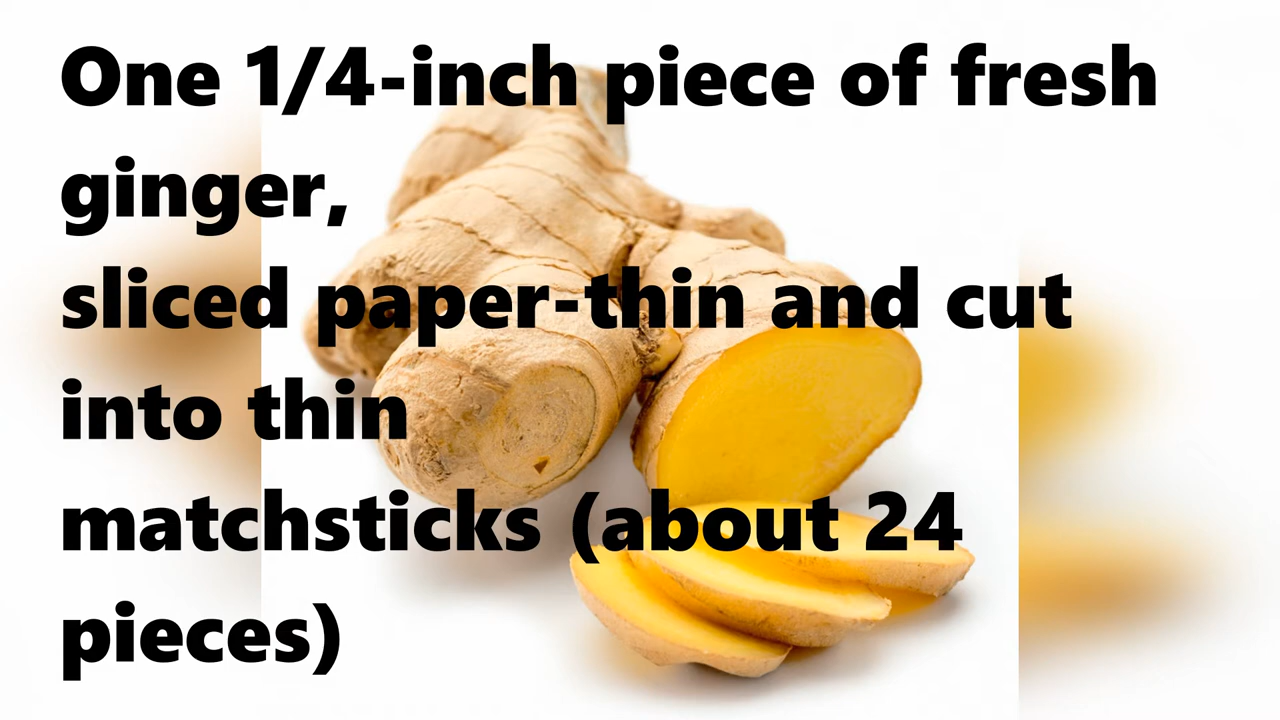 One 1/4-inch piece of fresh
ginger,
sliced paper-thin and cut
into thin
matchsticks (about 24
pieces)